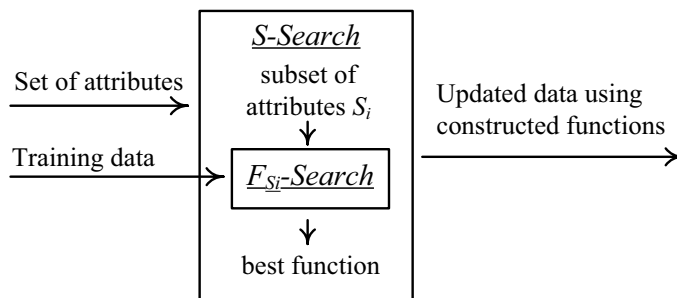 S-Search
Set of attributes
subset of
attributes Si
Updated data using
constructed functions
Training data
FSi-Search
best function